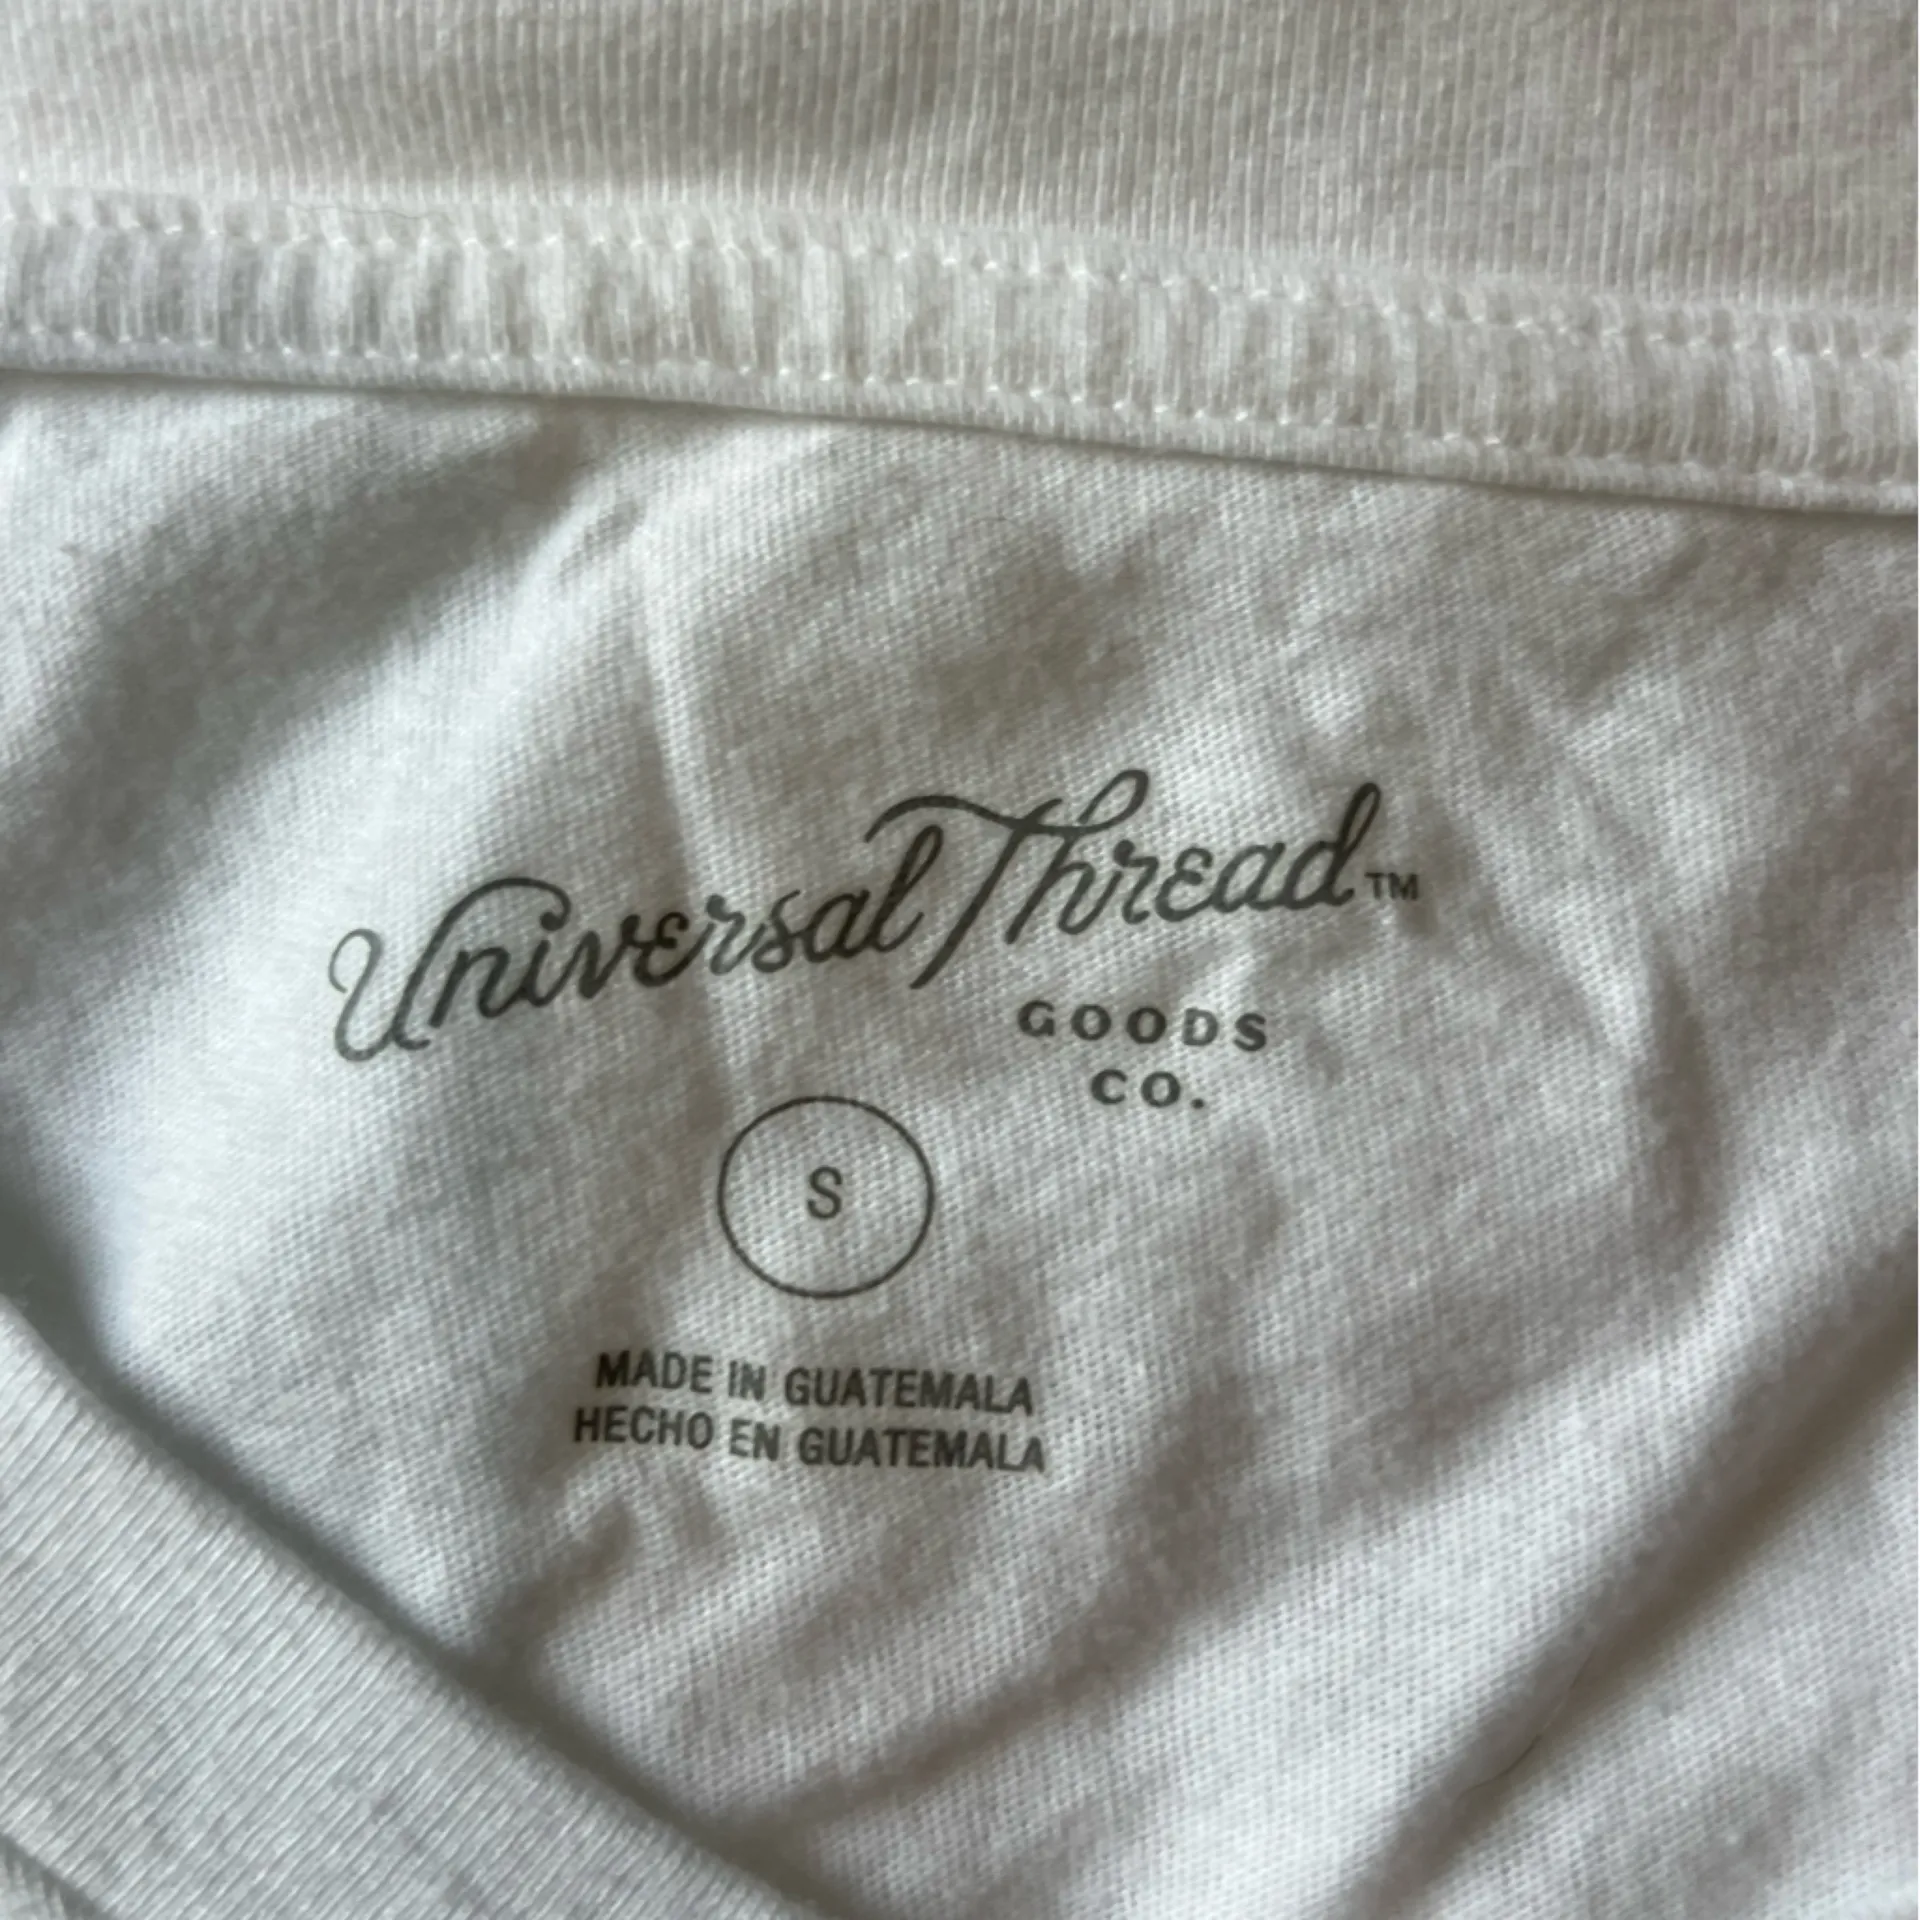 Universal Thread™
GOODS
CO.
S
MADE IN GUATEMALA
HECHO EN GUATEMALA